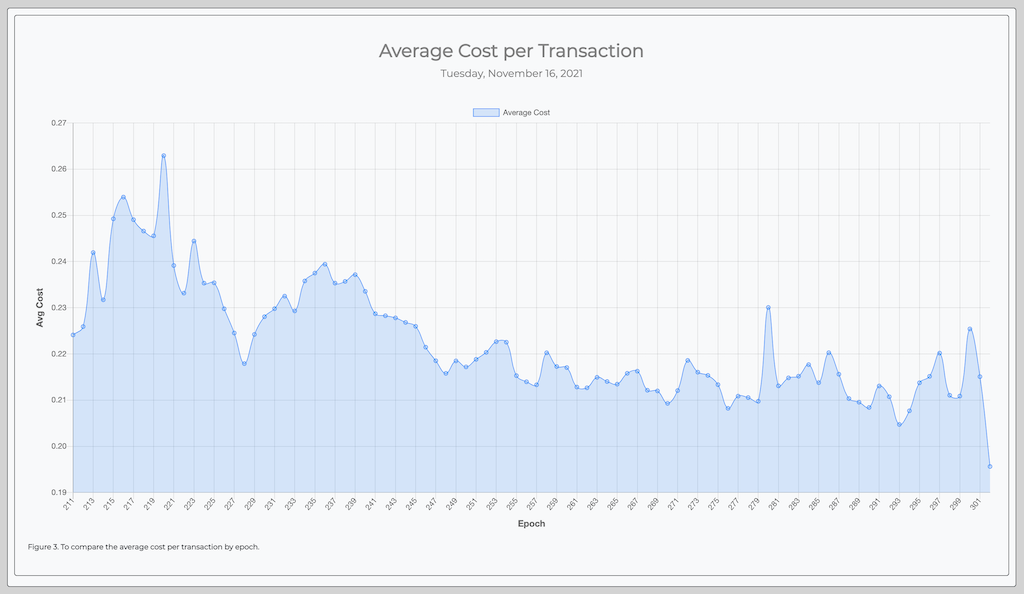 Average Cost per Transaction
Tuesday, November 16, 2021
Average Cost
0.27
0.26
0.25
0.24
0.23
0.22
0.21
0.20
0.19
Avg Cost
211 213 215 217 219 221 223 225 227 229 231 233 235 237 239 241 243 245 247 249 251 253 255 257 259 261 263 265 267 269 271 273 275 277 279 281 283 285 287 289 291 293 295 297 299 301
Epoch
Figure 3. To compare the average cost per transaction by epoch.